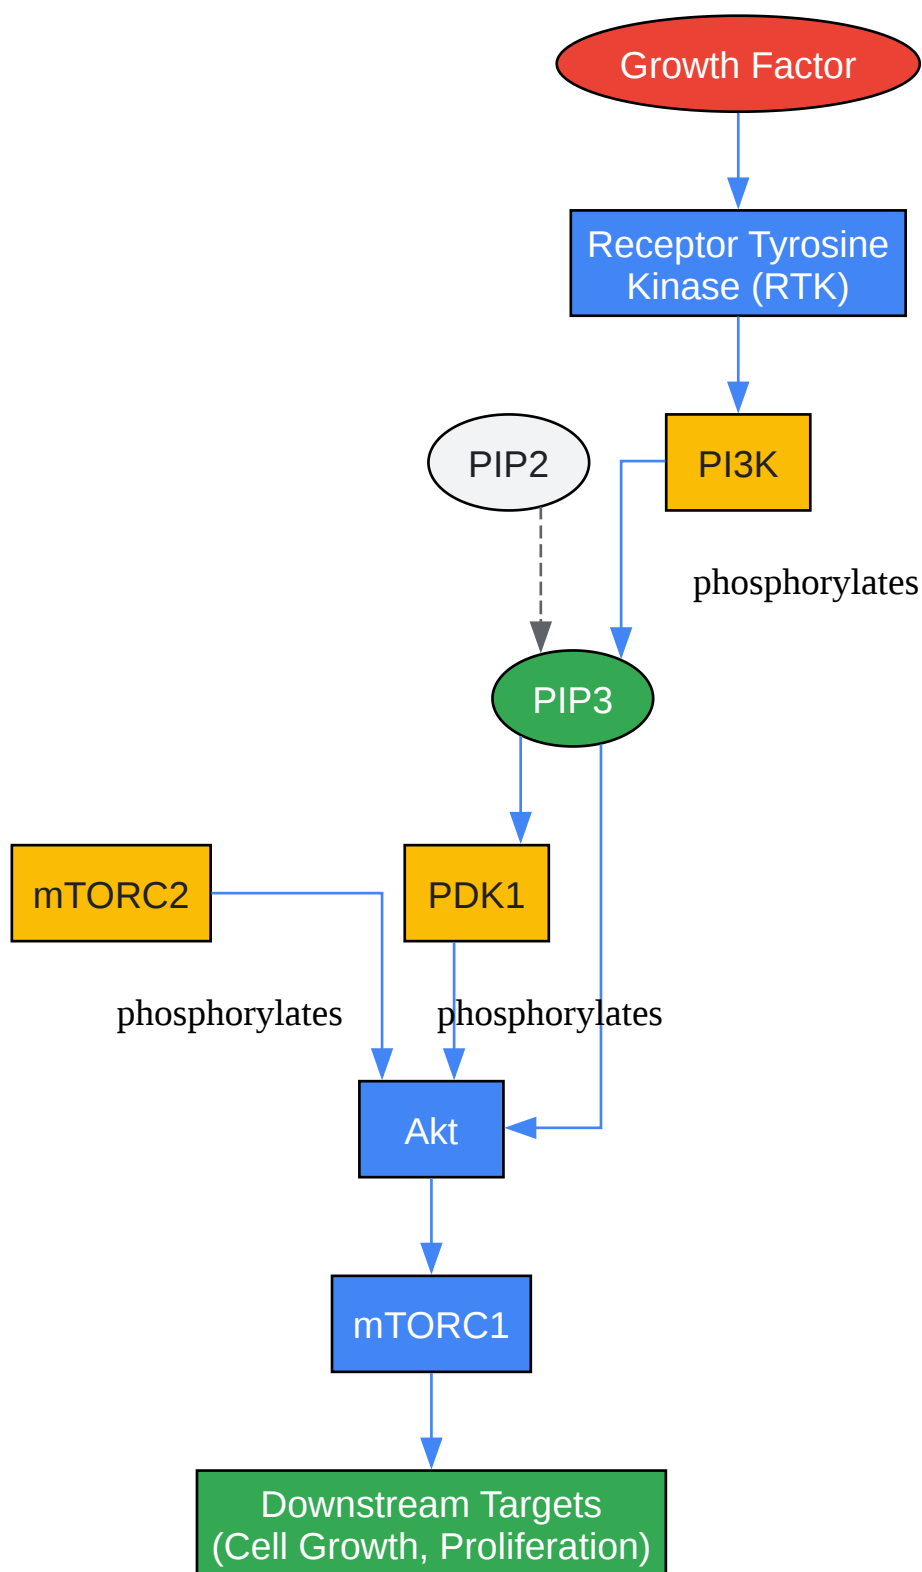 Growth Factor
Receptor Tyrosine
Kinase (RTK)
PIP2
PI3K
phosphorylates
PIP3
mTORC2
PDK1
phosphorylates
phosphorylates
Akt
mTORC1
Downstream Targets
(Cell Growth, Proliferation)